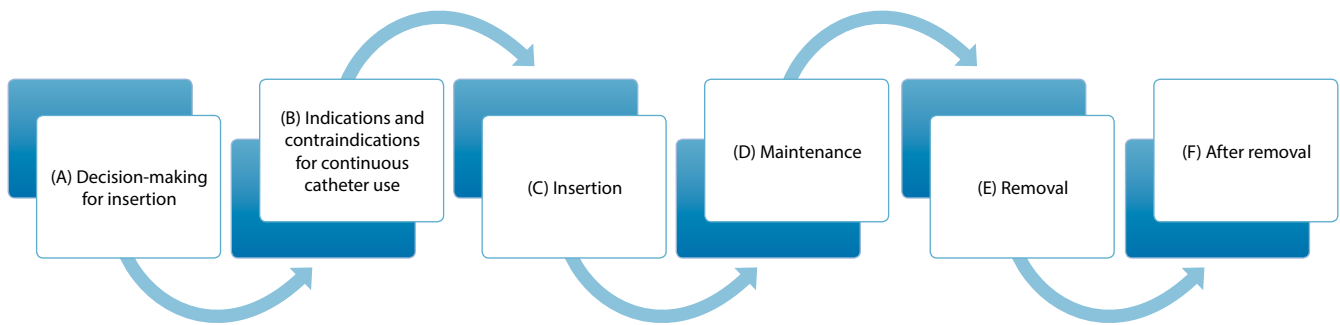 (A) Decision-making
for insertion
(B) Indications and
contraindications
for continuous
catheter use
(C) Insertion
(D) Maintenance
(E) Removal
(F) After removal